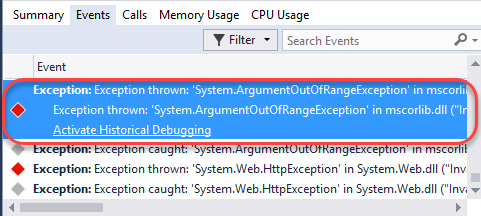 Summary Events Calls Memory Usage CPU Usage
Filter Search Events
Event
Exception: Exception thrown: 'System.ArgumentOutOfRangeException' in mscorlib
Exception thrown: 'System.ArgumentOutOfRangeException' in mscorlib.dll ("In
Activate Historical Debugging
Exception: Exception caught: 'System.ArgumentOutOfRangeException' in mscorlib
Exception: Exception thrown: 'System.Web.HttpException' in System.Web.dll ("Inva
Exception: Exception caught: 'System.Web.HttpException' in System.Web.dll ("Inva